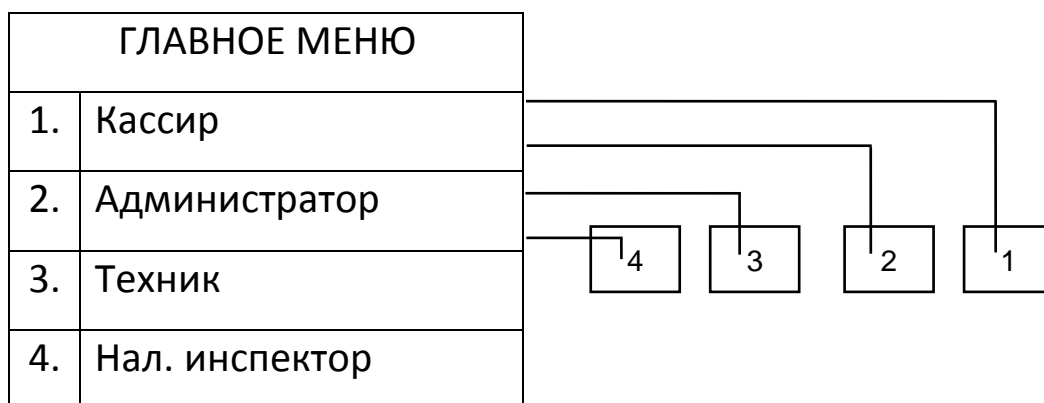 ГЛАВНОЕ МЕНЮ
1. Кассир
2. Администратор
3. Техник
4. Нал. инспектор
4 3 2 1